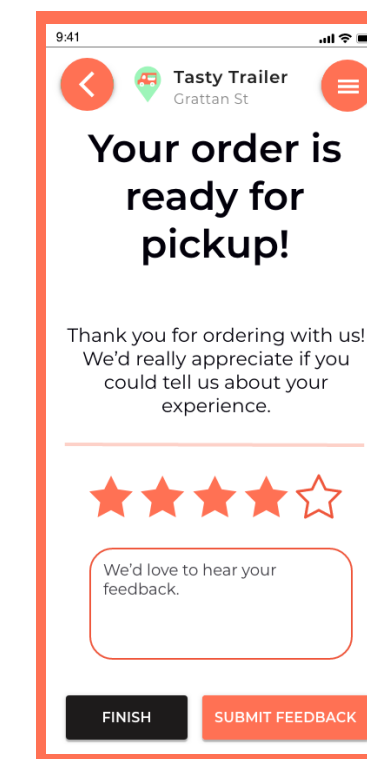 9:41
Tasty Trailer
Grattan St
Your order is
ready for
pickup!
Thank you for ordering with us!
We’d really appreciate if you
could tell us about your
experience.
We’d love to hear your
feedback.
FINISH
SUBMIT FEEDBACK